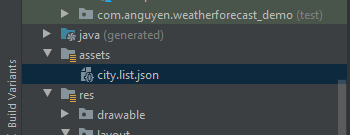 com.anguyen.weatherforecast_demo (test)
java (generated)
assets
city.list.json
res
drawable
layout
Build Variants